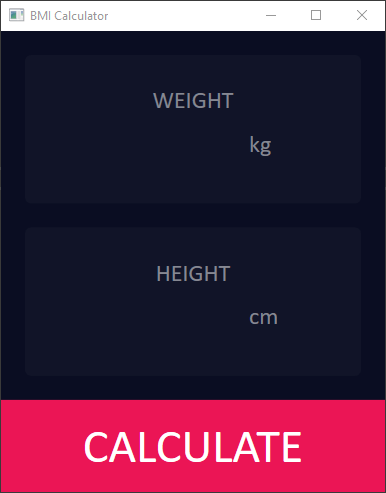 BMI Calculator
WEIGHT
kg
HEIGHT
cm
CALCULATE